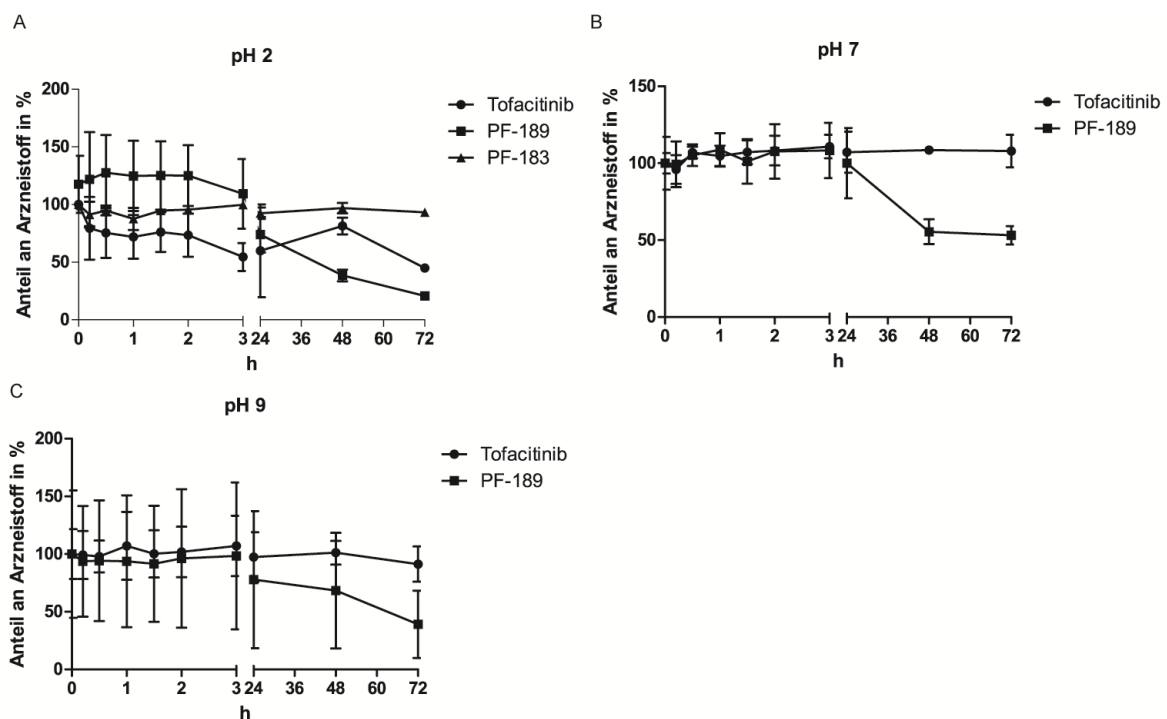 A
pH 2
Anteil an Arzneistoff in %
200
150
100
50
0
0 1 2 3 24 36 48 60 72
h
Tofacitinib
PF-189
PF-183
B
pH 7
Anteil an Arzneistoff in %
150
100
50
0
0 1 2 3 24 36 48 60 72
h
Tofacitinib
PF-189
C
pH 9
Anteil an Arzneistoff in %
200
150
100
50
0
0 1 2 3 24 36 48 60 72
h
Tofacitinib
PF-189